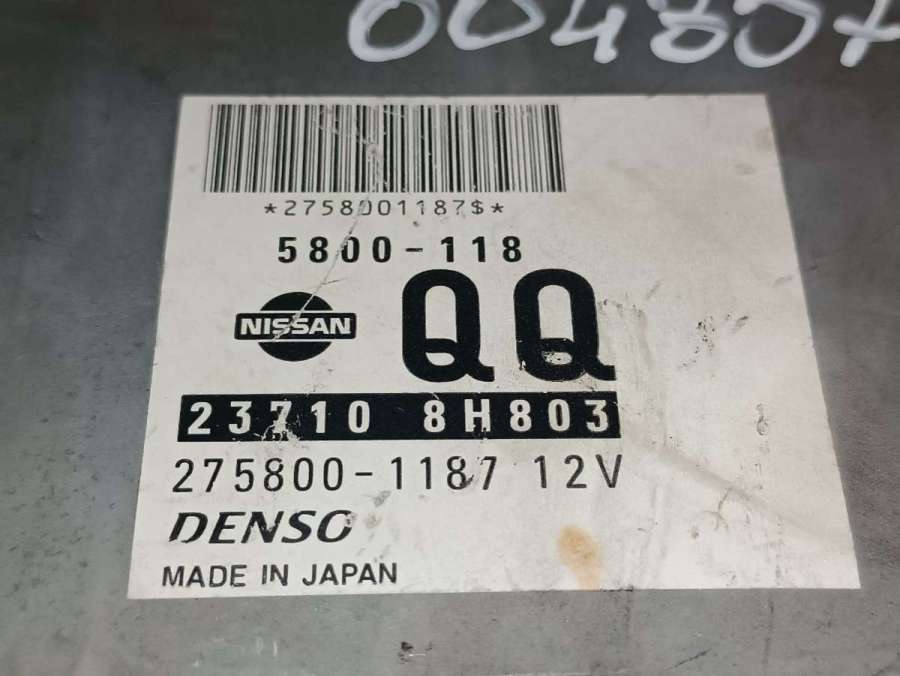 *2758001187$*
5800-118
NISSAN QQ
23710 8H803
275800-1187 12V
DENSO
MADE IN JAPAN